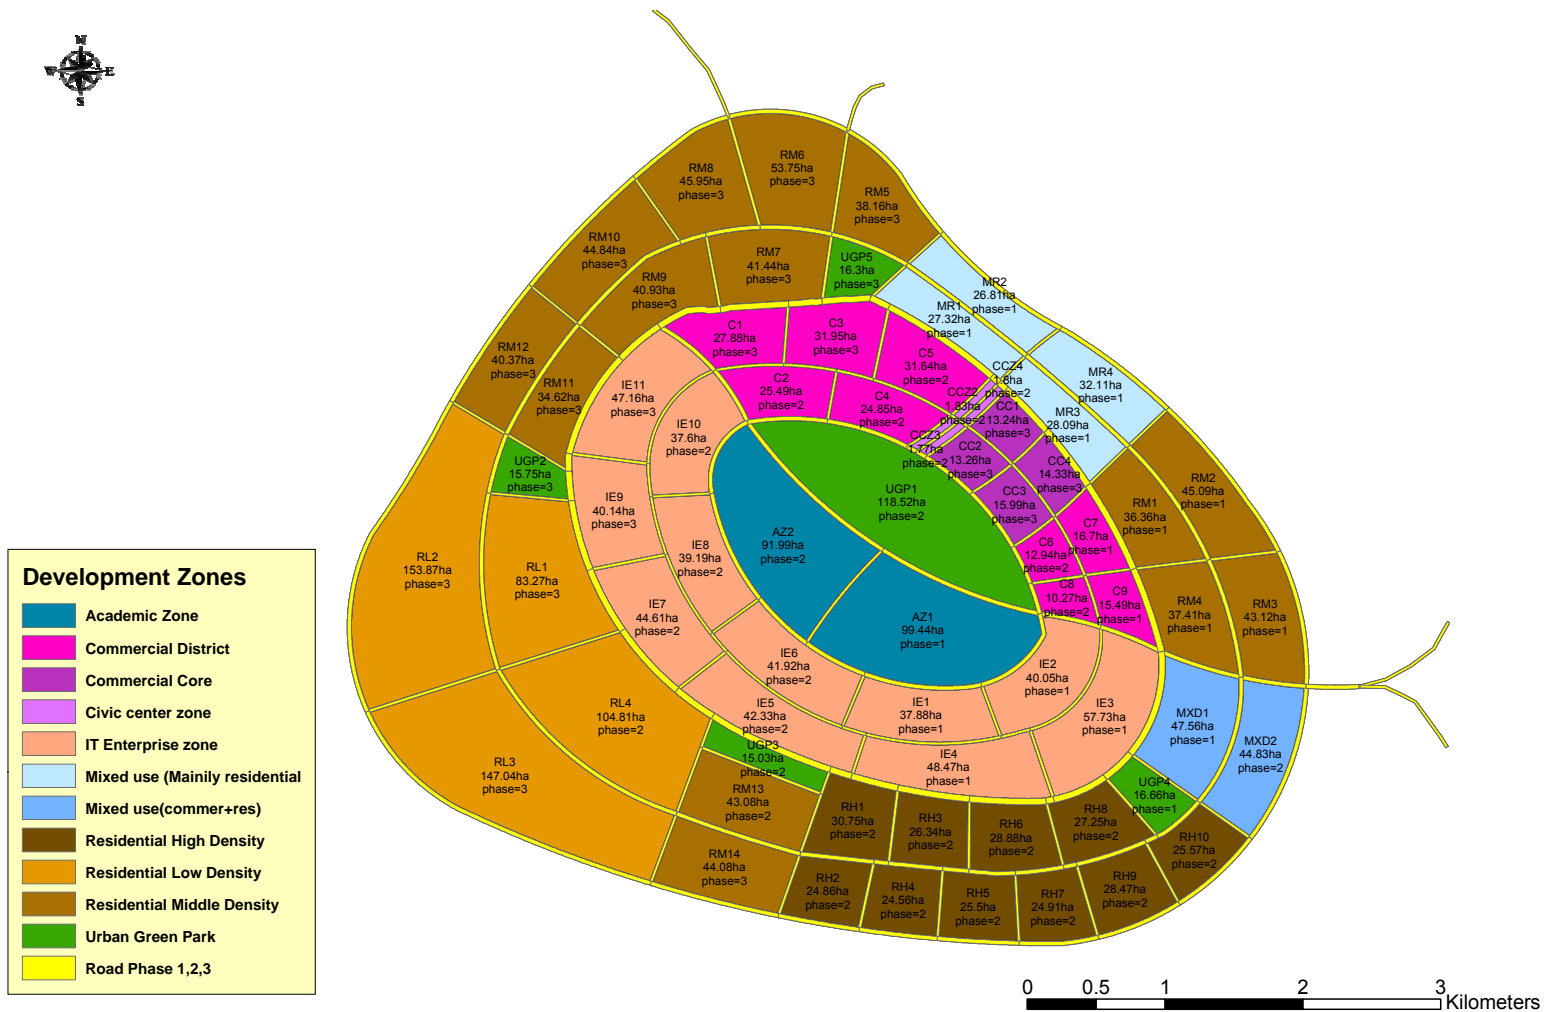 N
W E
S
RM6
53.75ha
phase=3
RM8
45.95ha
phase=3
RM5
38.16ha
phase=3
RM10
44.84ha
phase=3
RM7
41.44ha
phase=3
UGP5
16.3ha
phase=3
RM9
40.93ha
phase=3
MR2
26.81ha
phase=1
MR1
27.32ha
phase=1
C1
27.88ha
phase=3
C3
31.95ha
phase=3
C5
31.64ha
phase=2
RM12
40.37ha
phase=3
RM11
34.62ha
phase=3
IE11
47.16ha
phase=3
C2
25.49ha
phase=2
C4
24.85ha
phase=2
CCZ4
1.8ha
phase=2
CCZ2
1.83ha
phase=2
MR4
32.11ha
phase=1
CC1
13.24ha
phase=3
MR3
28.09ha
phase=1
IE10
37.6ha
phase=2
CCZ3
1.77ha
phase=2
CC2
13.26ha
phase=3
CC4
14.33ha
phase=3
UGP2
15.75ha
phase=3
IE9
40.14ha
phase=3
UGP1
118.52ha
phase=2
CC3
15.99ha
phase=3
RM2
45.09ha
phase=1
RM1
36.36ha
phase=1
C7
16.7ha
phase=1
C6
12.94ha
phase=2
AZ2
91.99ha
phase=2
IE8
39.19ha
phase=2
RL2
153.87ha
phase=3
RL1
83.27ha
phase=3
C8
10.27ha
phase=2
C9
15.49ha
phase=1
RM4
37.41ha
phase=1
RM3
43.12ha
phase=1
IE7
44.61ha
phase=2
AZ1
99.44ha
phase=1
IE6
41.92ha
phase=2
IE2
40.05ha
phase=1
RL4
104.81ha
phase=2
IE5
42.33ha
phase=2
IE1
37.88ha
phase=1
IE3
57.73ha
phase=1
MXD1
47.56ha
phase=1
MXD2
44.83ha
phase=2
UGP3
15.03ha
phase=2
IE4
48.47ha
phase=1
RL3
147.04ha
phase=3
UGP4
16.66ha
phase=1
RM13
43.08ha
phase=2
RH1
30.75ha
phase=2
RH3
26.34ha
phase=2
RH6
28.88ha
phase=2
RH8
27.25ha
phase=2
RH10
25.57ha
phase=2
RM14
44.08ha
phase=3
RH2
24.86ha
phase=2
RH4
24.56ha
phase=2
RH5
25.5ha
phase=2
RH7
24.91ha
phase=2
RH9
28.47ha
phase=2
Development Zones
Academic Zone
Commercial District
Commercial Core
Civic center zone
IT Enterprise zone
Mixed use (Mainily residential
Mixed use(commer+res)
Residential High Density
Residential Low Density
Residential Middle Density
Urban Green Park
Road Phase 1,2,3
0 0.5 1 2 3
Kilometers